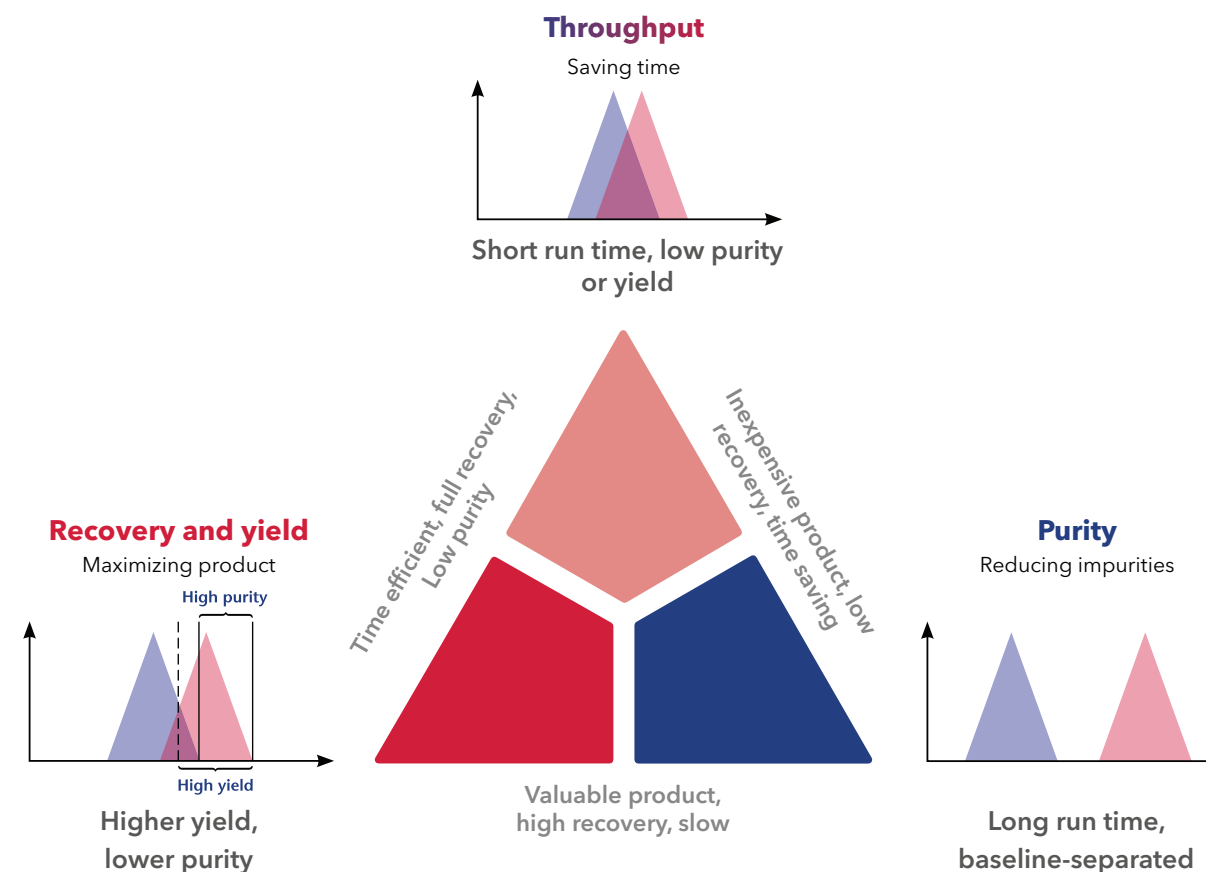 Throughput
Saving time
Short run time, low purity
or yield
Time efficient, full recovery,
Low purity
Inexpensive product, low
recovery, time saving
Recovery and yield
Maximizing product
High purity
High yield
Higher yield,
lower purity
Valuable product,
high recovery, slow
Purity
Reducing impurities
Long run time,
baseline-separated